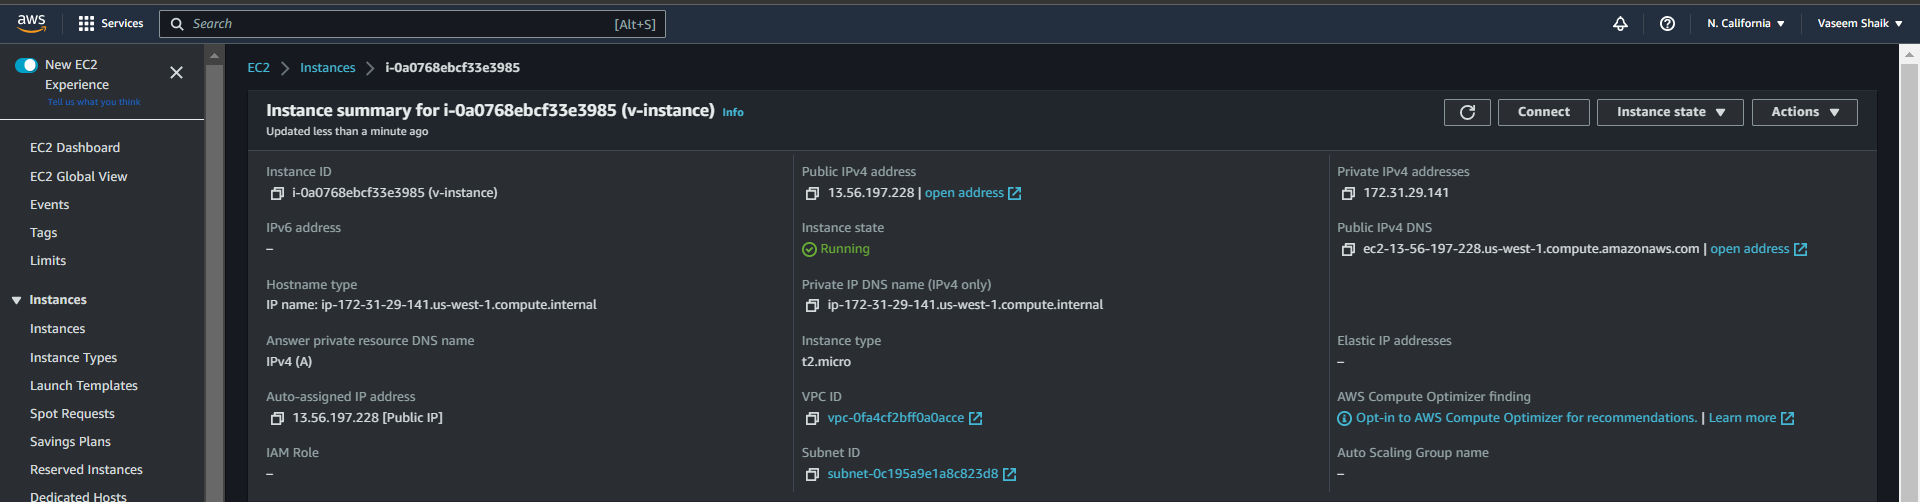 aws
Services
Search
[Alt+S]
N. California
Vaseem Shaik
New EC2
Experience
Tell us what you think
EC2 Dashboard
EC2 Global View
Events
Tags
Limits
Instances
Instances
Instance Types
Launch Templates
Spot Requests
Savings Plans
Reserved Instances
Dedicated Hosts
EC2 > Instances > i-0a0768ebcf33e3985
Instance summary for i-0a0768ebcf33e3985 (v-instance) Info
Updated less than a minute ago
Connect
Instance state
Actions
Instance ID
i-0a0768ebcf33e3985 (v-instance)
Public IPv4 address
13.56.197.228 | open address
Private IPv4 addresses
172.31.29.141
IPv6 address
–
Instance state
Running
Public IPv4 DNS
ec2-13-56-197-228.us-west-1.compute.amazonaws.com | open address
Hostname type
IP name: ip-172-31-29-141.us-west-1.compute.internal
Private IP DNS name (IPv4 only)
ip-172-31-29-141.us-west-1.compute.internal
Answer private resource DNS name
IPv4 (A)
Instance type
t2.micro
Elastic IP addresses
–
Auto-assigned IP address
13.56.197.228 [Public IP]
VPC ID
vpc-0fa4cf2bff0a0acce
AWS Compute Optimizer finding
Opt-in to AWS Compute Optimizer for recommendations. | Learn more
IAM Role
–
Subnet ID
subnet-0c195a9e1a8c823d8
Auto Scaling Group name
–